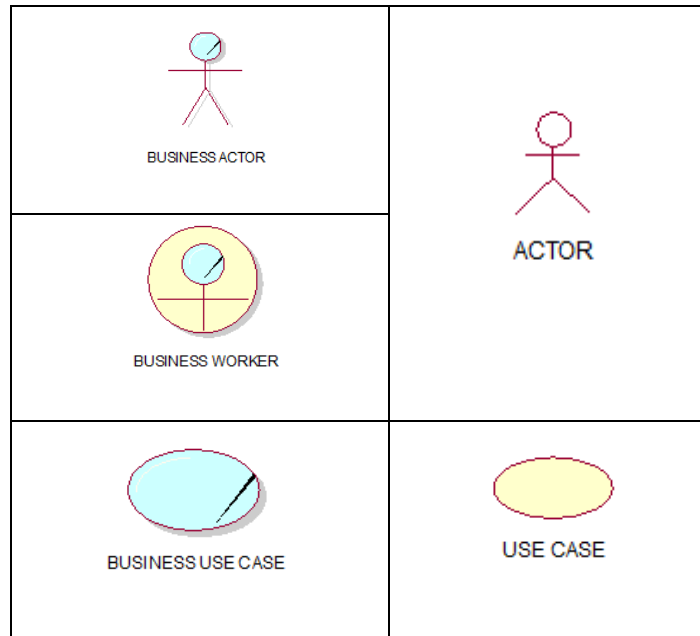 BUSINESS ACTOR
ACTOR
BUSINESS WORKER
BUSINESS USE CASE
USE CASE